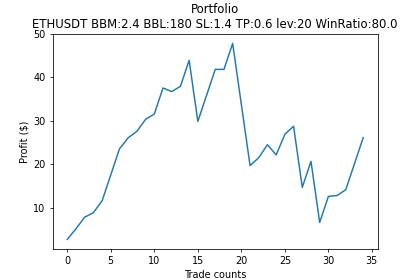 Portfolio
ETHUSDT BBM:2.4 BBL:180 SL:1.4 TP:0.6 lev:20 WinRatio:80.0
50
40
30
20
10
Profit ($)
0 5 10 15 20 25 30 35
Trade counts